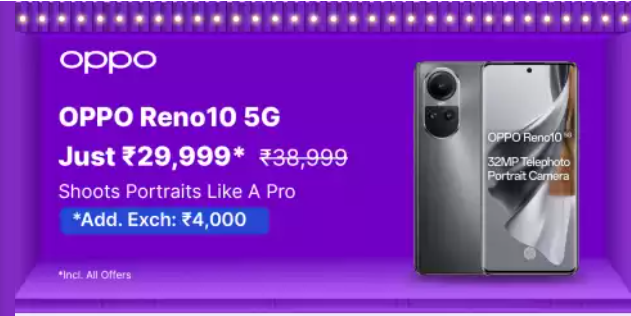 oppo
OPPO Reno10 5G
Just ₹29,999* ₹38,999
Shoots Portraits Like A Pro
*Add. Exch: ₹4,000
*Incl. All Offers
OPPO Reno10 5G
32MP Telephoto
Portrait Camera